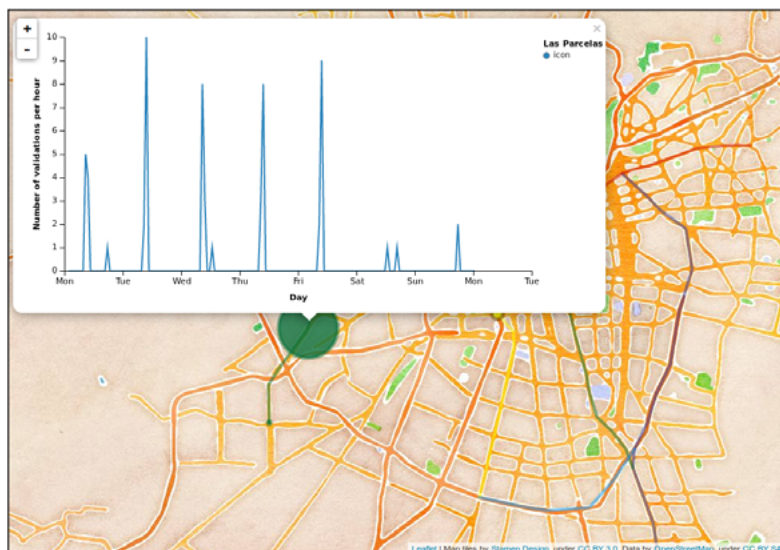 +
-
×
Las Parcelas
icon
Number of validations per hour
10
9
8
7
6
5
4
3
2
1
0
Mon Tue Wed Thu Fri Sat Sun Mon Tue
Day
Leaflet | Map tiles by Stamen Design, under CC BY 3.0. Data by OpenStreetMap, under CC BY SA